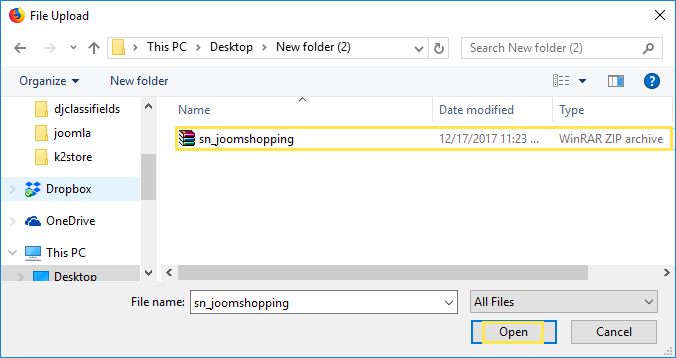 File Upload
This PC > Desktop > New folder (2)
Search New folder (2)
Organize
New folder
?
djclassifields
joomla
k2store
Dropbox
OneDrive
This PC
Desktop
Name Date modified Type
sn_joomshopping 12/17/2017 11:23 ... WinRAR ZIP archive
File name: sn_joomshopping
All Files
Open Cancel